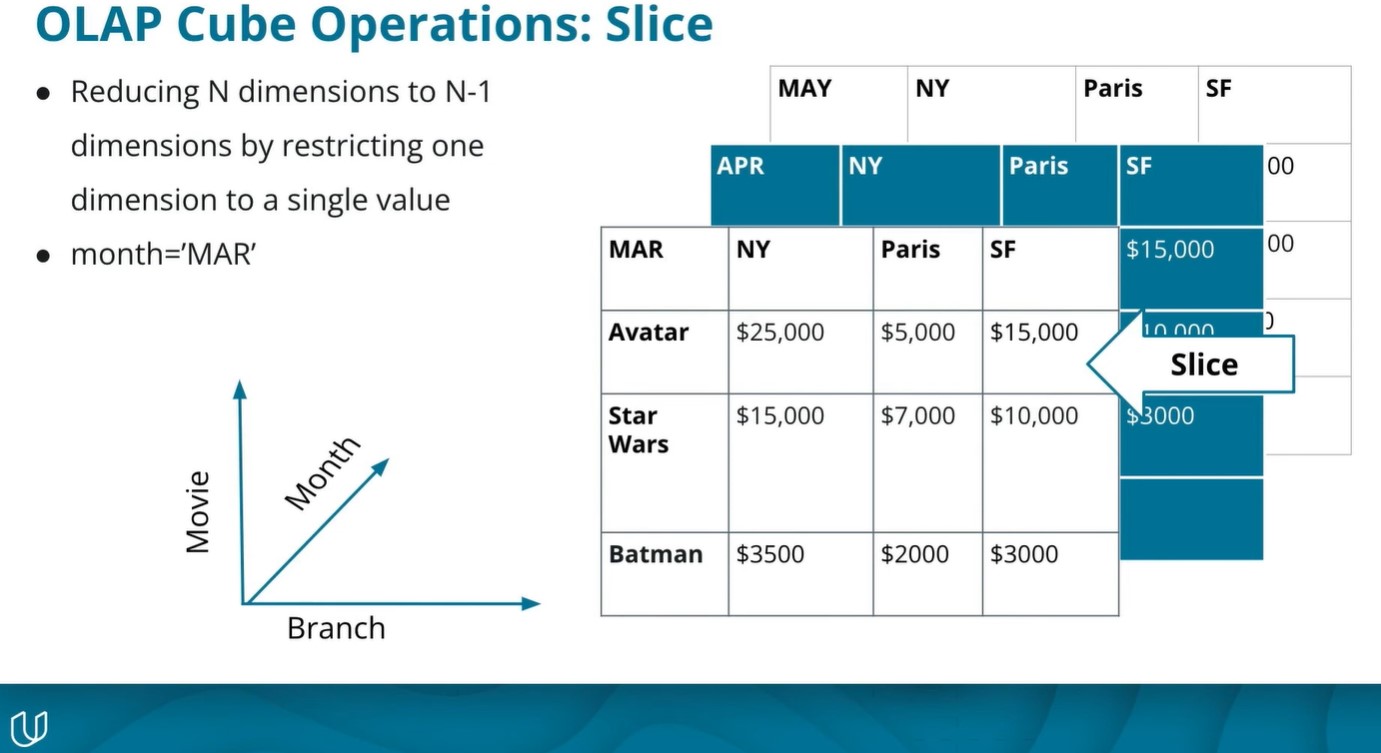 OLAP Cube Operations: Slice
● Reducing N dimensions to N-1
dimensions by restricting one
dimension to a single value
● month=’MAR’
Movie
Month
Branch
MAY NY Paris SF
APR NY Paris SF
00
$15,000
00
MAR NY Paris SF
Avatar $25,000 $5,000 $15,000
Slice
Star
Wars $15,000 $7,000 $10,000
$3000
Batman $3500 $2000 $3000